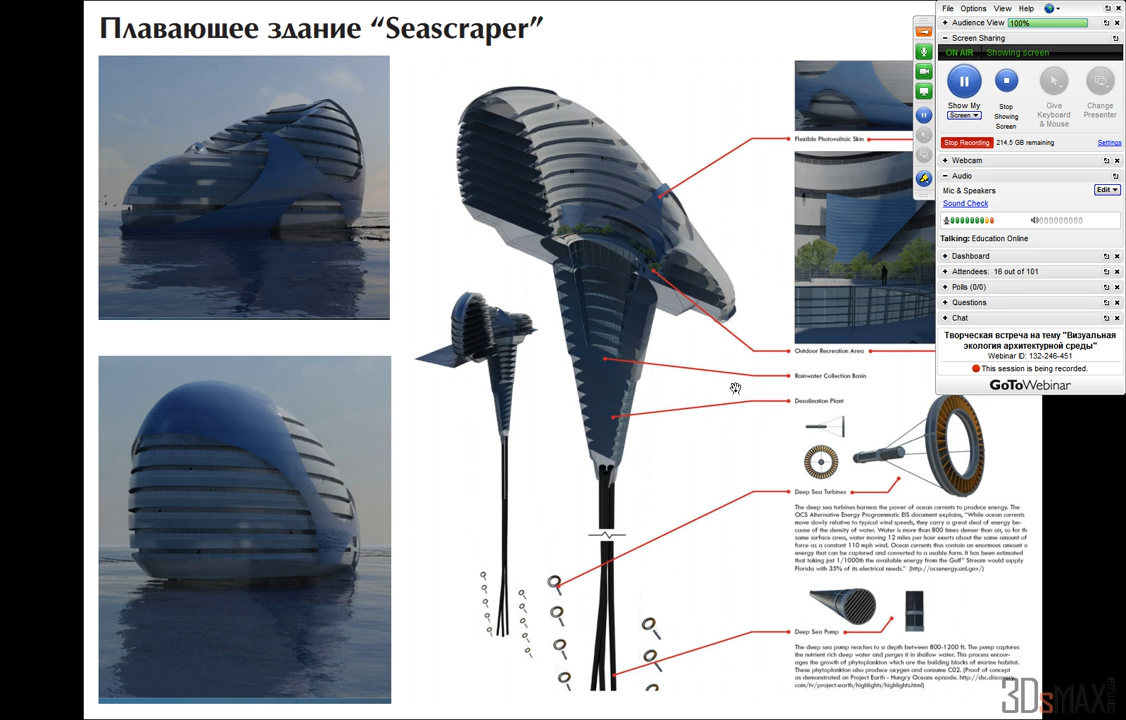 Плавающее здание “Seascraper”
Flexible Photovoltaic Skin
Outdoor Recreation Area
Rainwater Collection Basin
Desalination Plant
Deep Sea Turbines
The deep sea turbines harness the power of ocean currents to produce energy. The
OCS Alternative Energy Programmatic EIS document explains, "While ocean currents
move slowly relative to typical wind speeds, they carry a great deal of energy be-
cause of the density of water. Water is more than 800 times denser than air, so for th
same surface area, water moving 12 miles per hour exerts about the same amount of
force as a constant 110 mph wind. Ocean currents thus contain an enormous amount o
energy that can be captured and converted to a usable form. It has been estimated
that taking just 1/1000th the available energy from the Golf" Stream would supply
Florida with 35% of its electrical needs." (http://ocsenergy.anl.gov/)
Deep Sea Pump
The deep sea pump reaches to a depth between 800-1200 ft. The pump captures
the nutrient rich deep water and purges it in shallow water. This process encour-
ages the growth of phytoplankton which are the building blocks of marine habitat.
These phytoplankton also produce oxygen and consume CO2. (Proof of concept
as demonstrated on Project Earth - Hungry Oceans episode. http://dsc.discovery.
com/tv/project-earth/highlights/highlights.html)
File Options View Help
Audience View 100%
Screen Sharing
ON AIR Showing screen
Show My
Screen
Stop
Showing
Screen
Give
Keyboard
& Mouse
Change
Presenter
Stop Recording 214.5 GB remaining Settings
Webcam
Audio
Mic & Speakers Edit
Sound Check
Talking: Education Online
Dashboard
Attendees: 16 out of 101
Polls (0/0)
Questions
Chat
Творческая встреча на тему "Визуальная
экология архитектурной среды"
Webinar ID: 132-246-451
This session is being recorded.
GoToWebinar
3DsMAX.com.ua